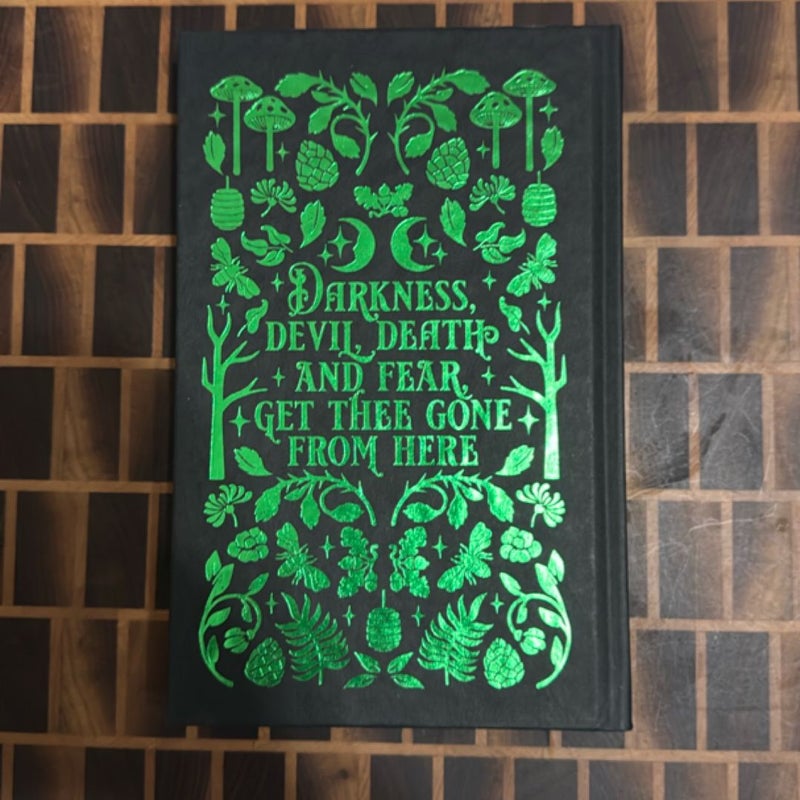 DARKNESS,
DEVIL, DEATH
AND FEAR,
GET THEE GONE
FROM HERE